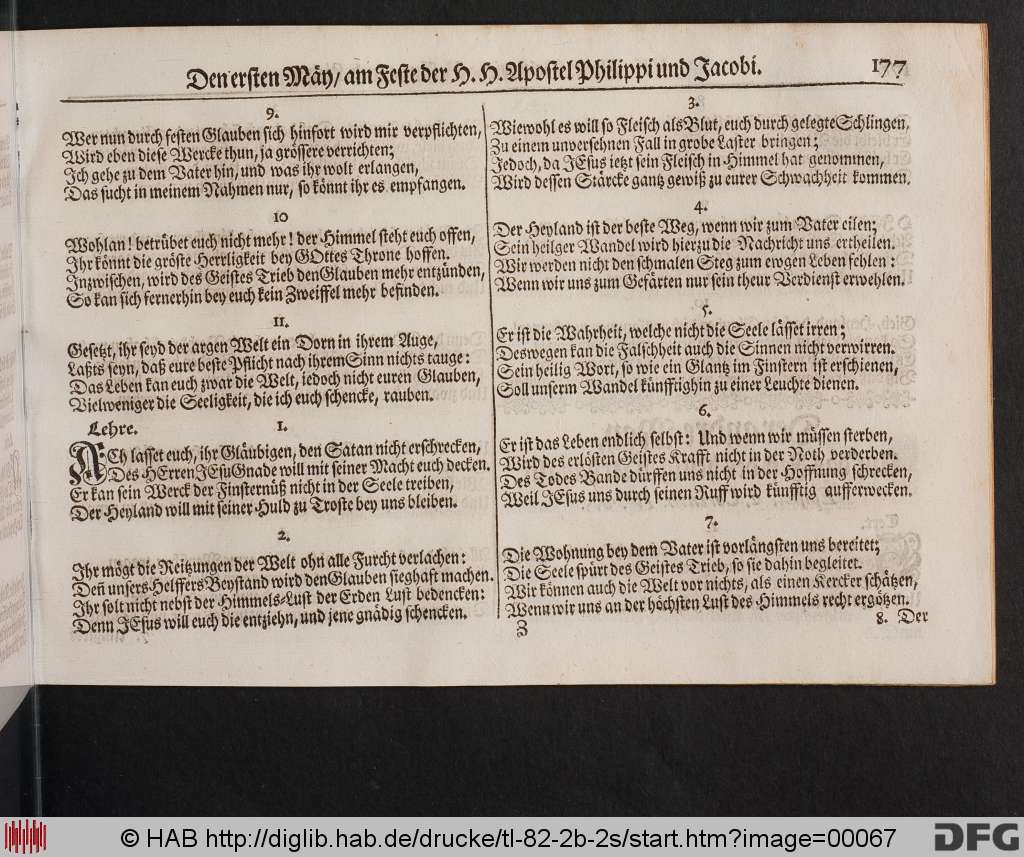 Den ersten Mäy/ am Feste der H. H. Apostel Philippi und Jacobi. 177
9.
Wer nun durch festen Glauben sich hinfort wird mir verpflichten,
Wird eben diese Wercke thun, ja grössere verrichten;
Ich gehe zu dem Vater hin, und was ihr wolt erlangen,
Das sucht in meinem Nahmen nur, so könnt ihr es empfangen.
10
Wohlan! betrübet euch nicht mehr! der Himmel steht euch offen,
Ihr könnt die gröste Herrligkeit bey GOttes Throne hoffen.
Inzwischen, wird des Geistes Trieb den Glauben mehr entzünden,
So kan sich fernerhin bey euch kein Zweiffel mehr befinden.
11.
Gesetzt, ihr seyd der argen Welt ein Dorn in ihrem Auge,
Laßts seyn, daß eure beste Pflicht nach ihrem Sinn nichts tauge:
Das Leben kan euch zwar die Welt, iedoch nicht euren Glauben,
Vielweniger die Seeligkeit, die ich euch schencke, rauben.
Lehre. 1.
ACh lasset euch, ihr Gläubigen, den Satan nicht erschrecken,
Des HErren JEsu Gnade will mit seiner Macht euch decken.
Er kan sein Werck der Finsternüß nicht in der Seele treiben,
Der Heyland will mit seiner Huld zu Troste bey uns bleiben.
2.
Ihr mögt die Reitzungen der Welt ohn alle Furcht verlachen:
Den̄ unsers Helffers Beystand wird den Glauben sieghaft machen.
Ihr solt nicht nebst der Himmels-Lust der Erden Lust bedencken:
Denn JEsus will euch die entziehn, und jene gnädig schencken.
3.
Wiewohl es will so Fleisch als Blut, euch durch gelegte Schlingen,
Zu einem unversehnen Fall in grobe Laster bringen;
Jedoch, da JEsus ietzt sein Fleisch in Himmel hat genommen,
Wird dessen Stärcke gantz gewiß zu eurer Schwachheit kommen.
4.
Der Heyland ist der beste Weg, wenn wir zum Vater eilen;
Sein heilger Wandel wird hierzu die Nachricht uns ertheilen.
Wir werden nicht den schmalen Steg zum ewgen Leben fehlen:
Wenn wir uns zum Gefärten nur sein theur Verdienst erwehlen.
5.
Er ist die Wahrheit, welche nicht die Seele lässet irren;
Deswegen kan die Falschheit auch die Sinnen nicht verwirren.
Sein heilig Wort, so wie ein Glantz im Finstern ist erschienen,
Soll unserm Wandel künfftighin zu einer Leuchte dienen.
6.
Er ist das Leben endlich selbst: Und wenn wir müssen sterben,
Wird des erlösten Geistes Krafft nicht in der Noth verderben.
Des Todes Bande dürffen uns nicht in der Hoffnung schrecken,
Weil JEsus uns durch seinen Ruff wird künfftig aufferwecken.
7.
Die Wohnung bey dem Vater ist vorlängsten uns bereitet;
Die Seele spürt des Geistes Trieb, so sie dahin begleitet.
Wir können auch die Welt vor nichts, als einen Kercker schätzen,
Wenn wir uns an der höchsten Lust des Himmels recht ergötzen.
Z 8. Der
© HAB http://diglib.hab.de/drucke/tl-82-2b-2s/start.htm?image=00067
DFG